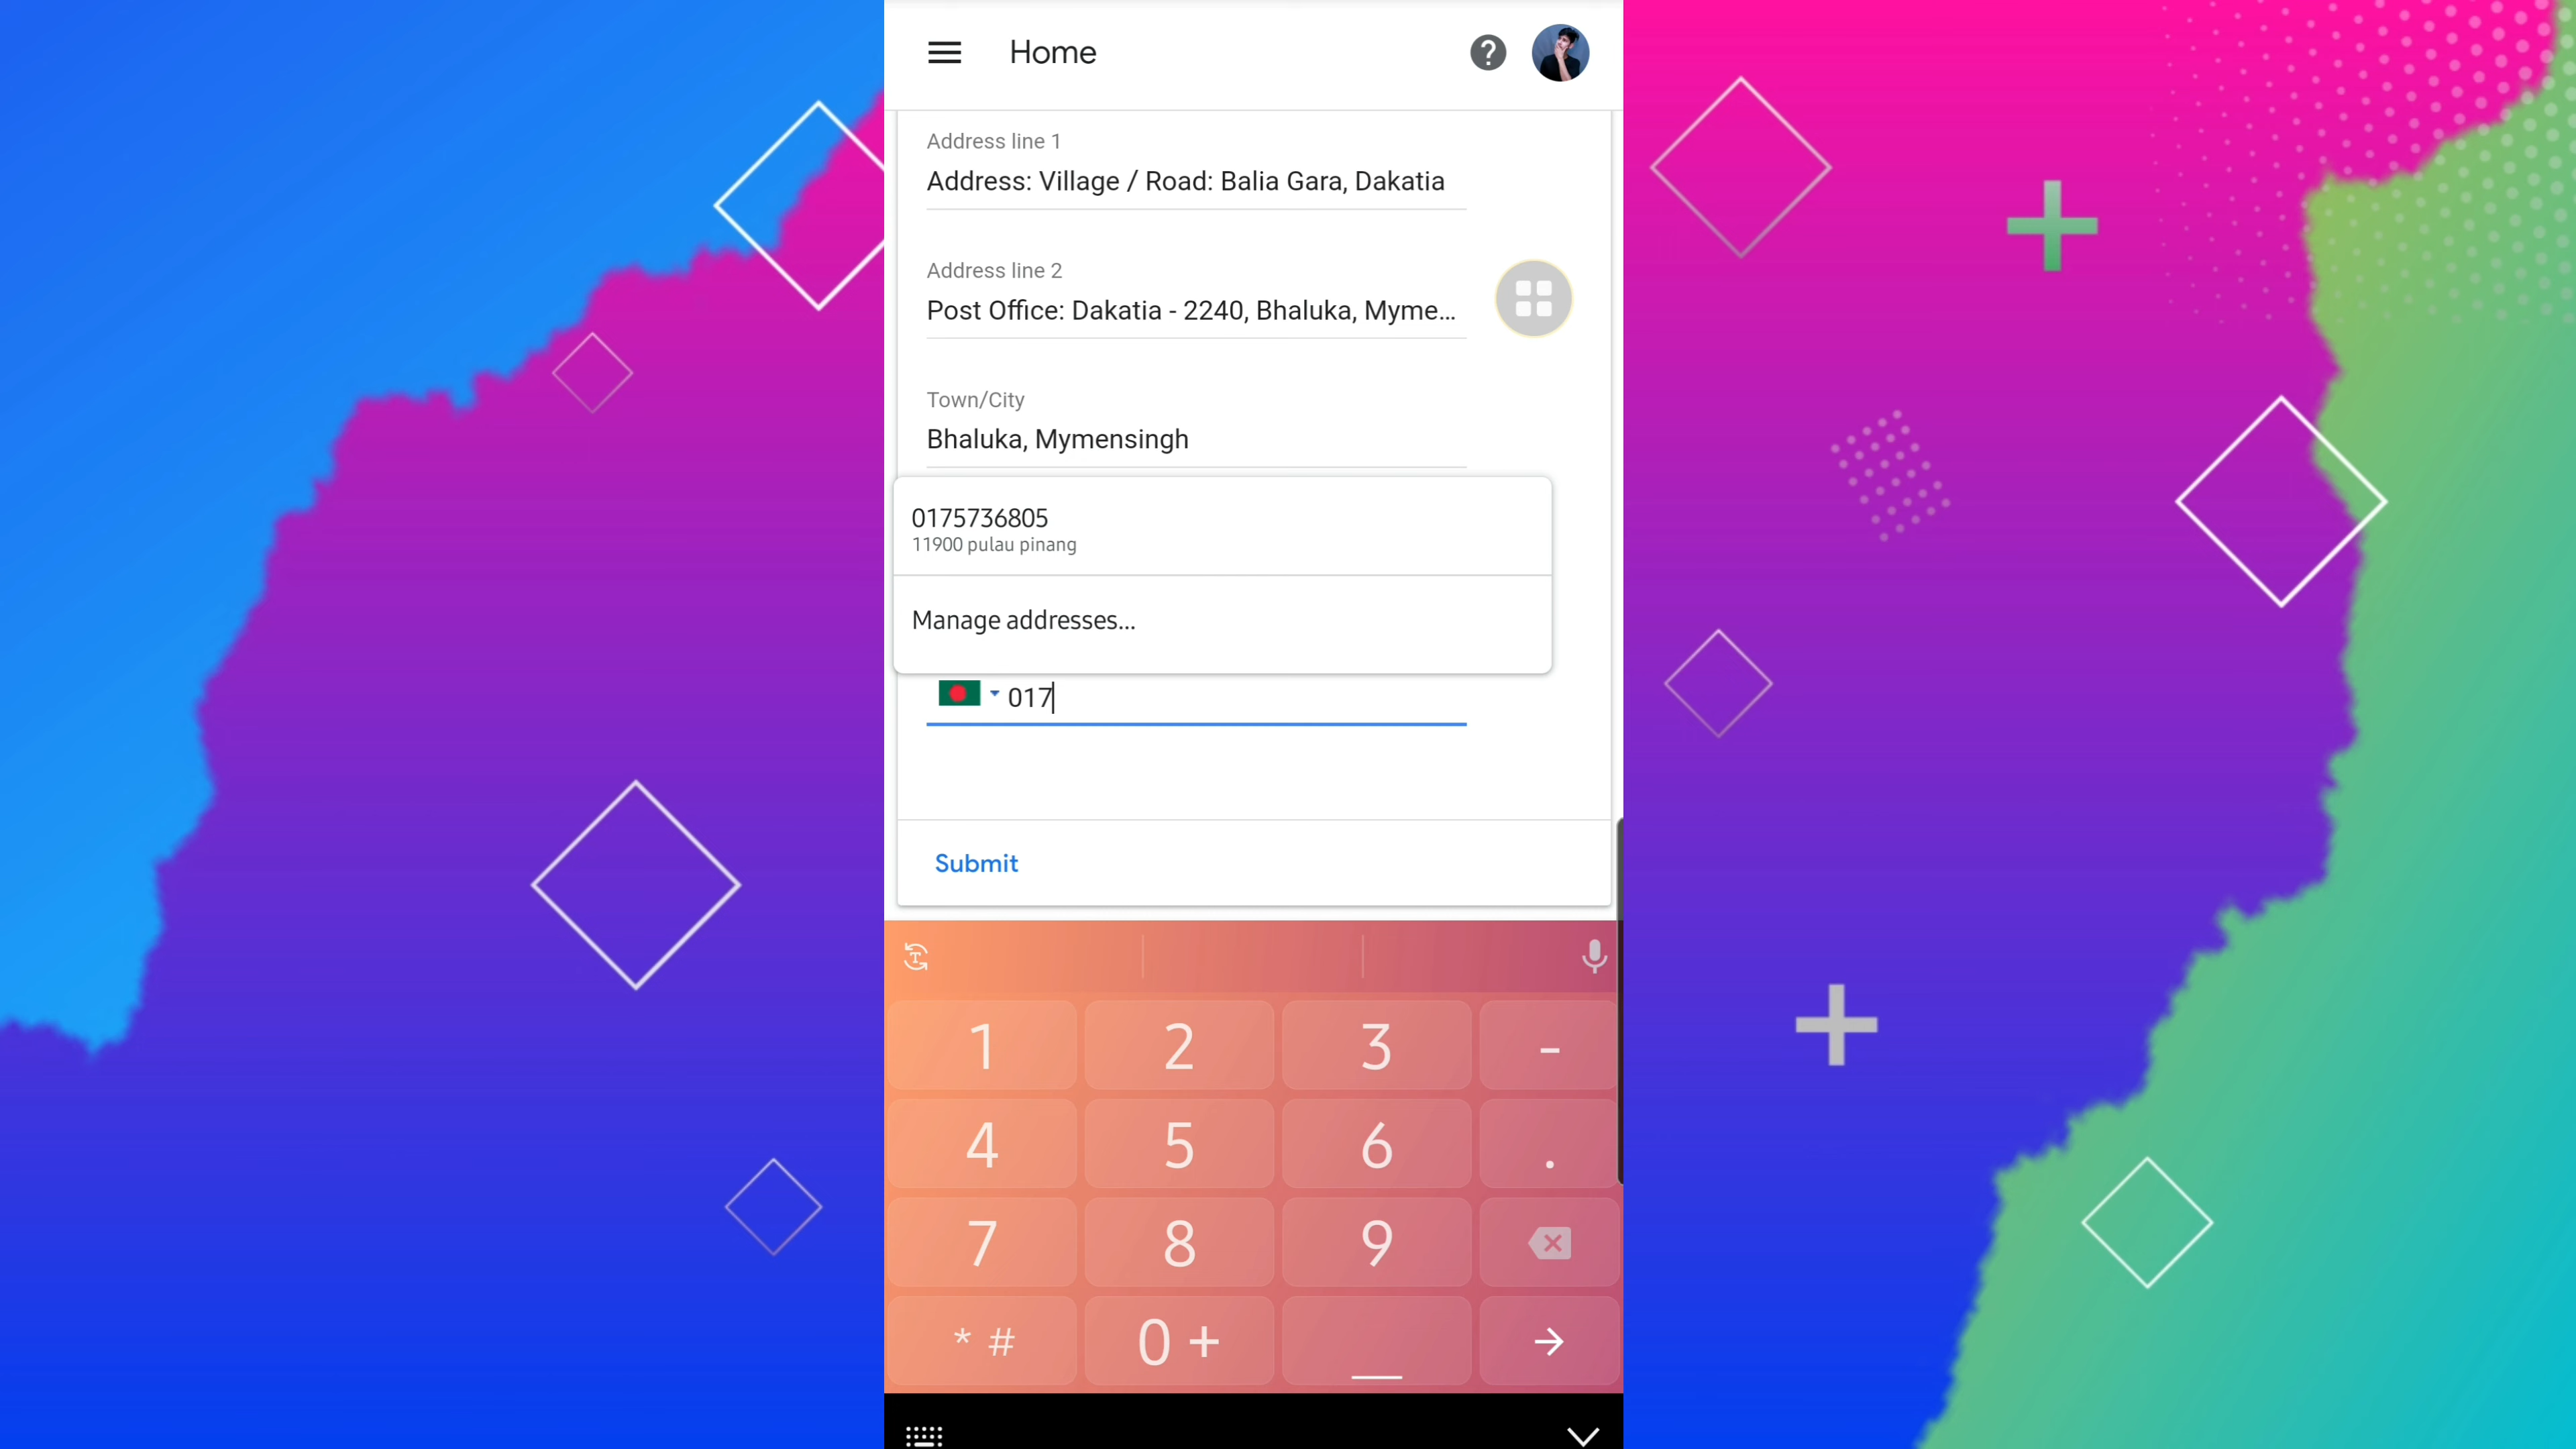 Home
Address line 1
Address: Village / Road: Balia Gara, Dakatia
Address line 2
Post Office: Dakatia - 2240, Bhaluka, Myme...
Town/City
Bhaluka, Mymensingh
0175736805
11900 pulau pinang
Manage addresses...
017
Submit
1 2 3 -
4 5 6 .
7 8 9
* # 0 +